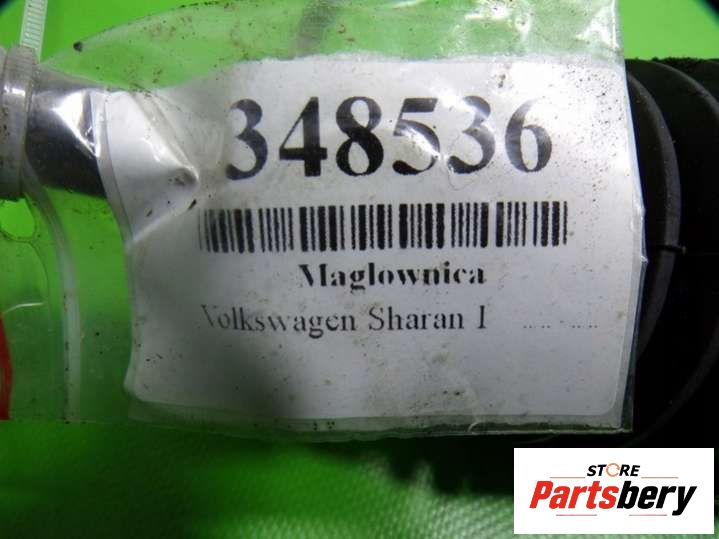 348536
Maglownica
Volkswagen Sharan I
STORE
Partsbery